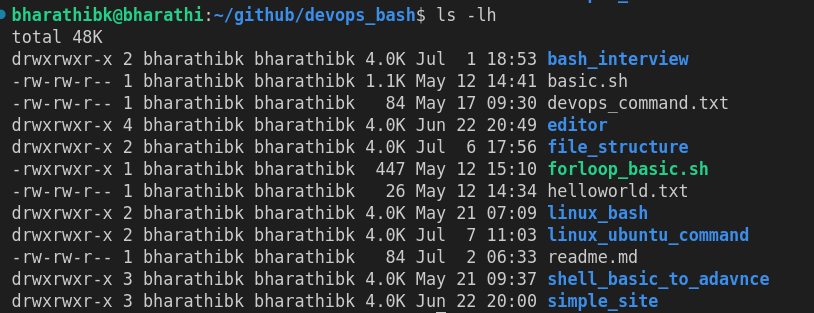 bharathibk@bharathi:~/github/devops_bash$ ls -lh
total 48K
drwxrwxr-x 2 bharathibk bharathibk 4.0K Jul  1 18:53 bash_interview
-rw-rw-r-- 1 bharathibk bharathibk 1.1K May 12 14:41 basic.sh
-rw-rw-r-- 1 bharathibk bharathibk   84 May 17 09:30 devops_command.txt
drwxrwxr-x 4 bharathibk bharathibk 4.0K Jun 22 20:49 editor
drwxrwxr-x 2 bharathibk bharathibk 4.0K Jul  6 17:56 file_structure
-rwxrwxr-x 1 bharathibk bharathibk  447 May 12 15:10 forloop_basic.sh
-rw-rw-r-- 1 bharathibk bharathibk   26 May 12 14:34 helloworld.txt
drwxrwxr-x 2 bharathibk bharathibk 4.0K May 21 07:09 linux_bash
drwxrwxr-x 2 bharathibk bharathibk 4.0K Jul  7 11:03 linux_ubuntu_command
-rw-rw-r-- 1 bharathibk bharathibk   84 Jul  2 06:33 readme.md
drwxrwxr-x 3 bharathibk bharathibk 4.0K May 21 09:37 shell_basic_to_adavnce
drwxrwxr-x 3 bharathibk bharathibk 4.0K Jun 22 20:00 simple_site